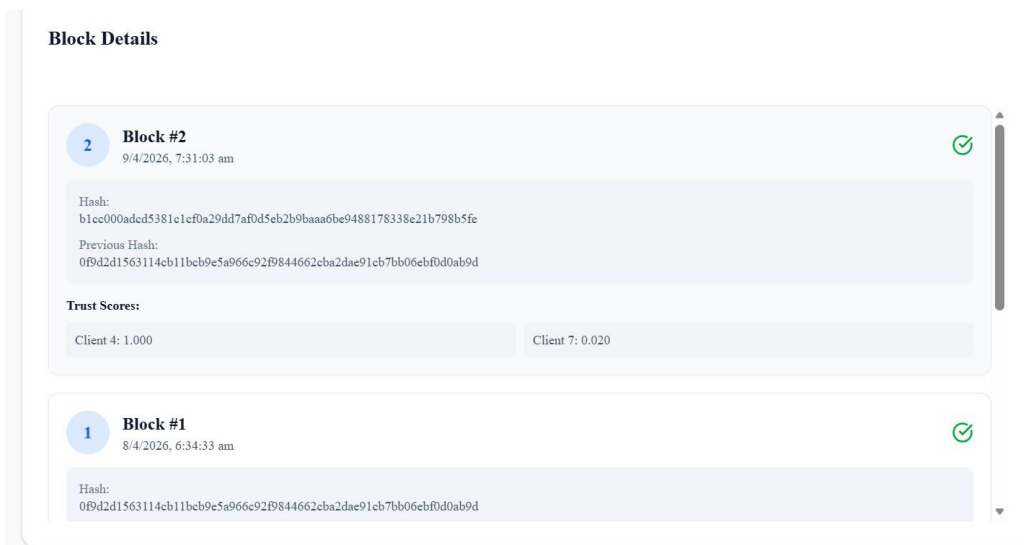 Block Details
2
Block #2
9/4/2026, 7:31:03 am
Hash:
b1cc000adcd5381c1cf0a29dd7af0d5eb2b9baaa6be9488178338e21b798b5fe
Previous Hash:
0f9d2d1563114cb11bcb9e5a966c92f9844662cba2dae91cb7bb06ebf0d0ab9d
Trust Scores:
Client 4: 1.000
Client 7: 0.020
1
Block #1
8/4/2026, 6:34:33 am
Hash:
0f9d2d1563114cb11bcb9e5a966c92f9844662cba2dae91cb7bb06ebf0d0ab9d